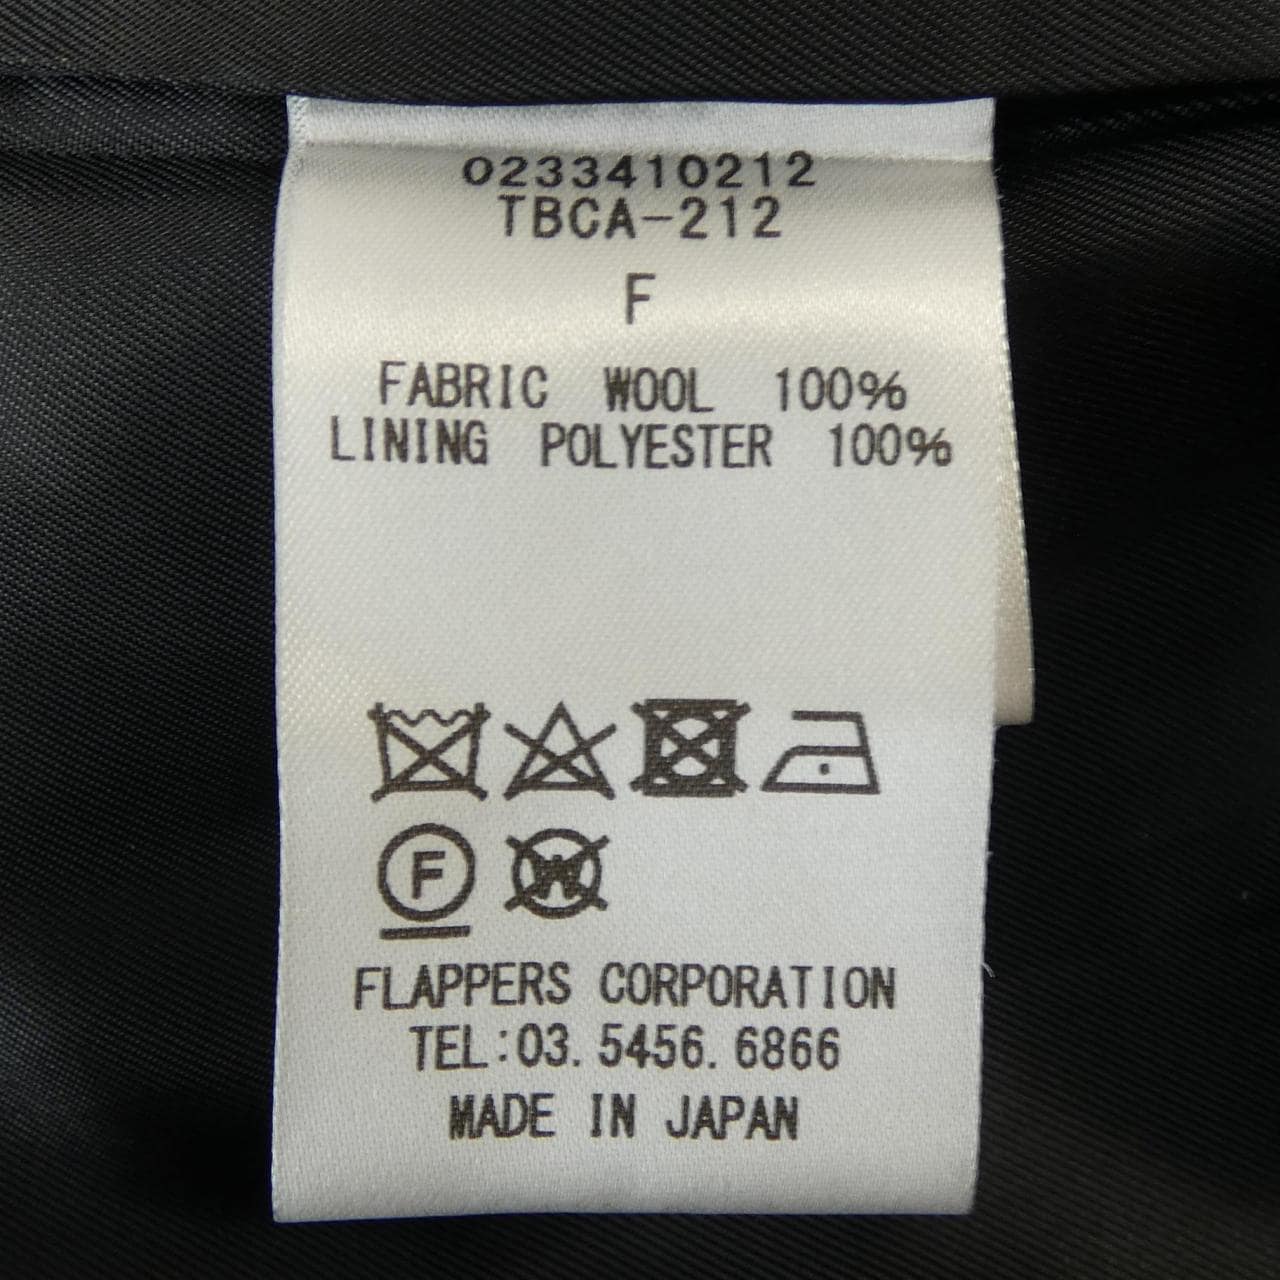 0233410212
TBCA-212
F
FABRIC WOOL 100%
LINING POLYESTER 100%
F W
FLAPPERS CORPORATION
TEL:03. 5456. 6866
MADE IN JAPAN